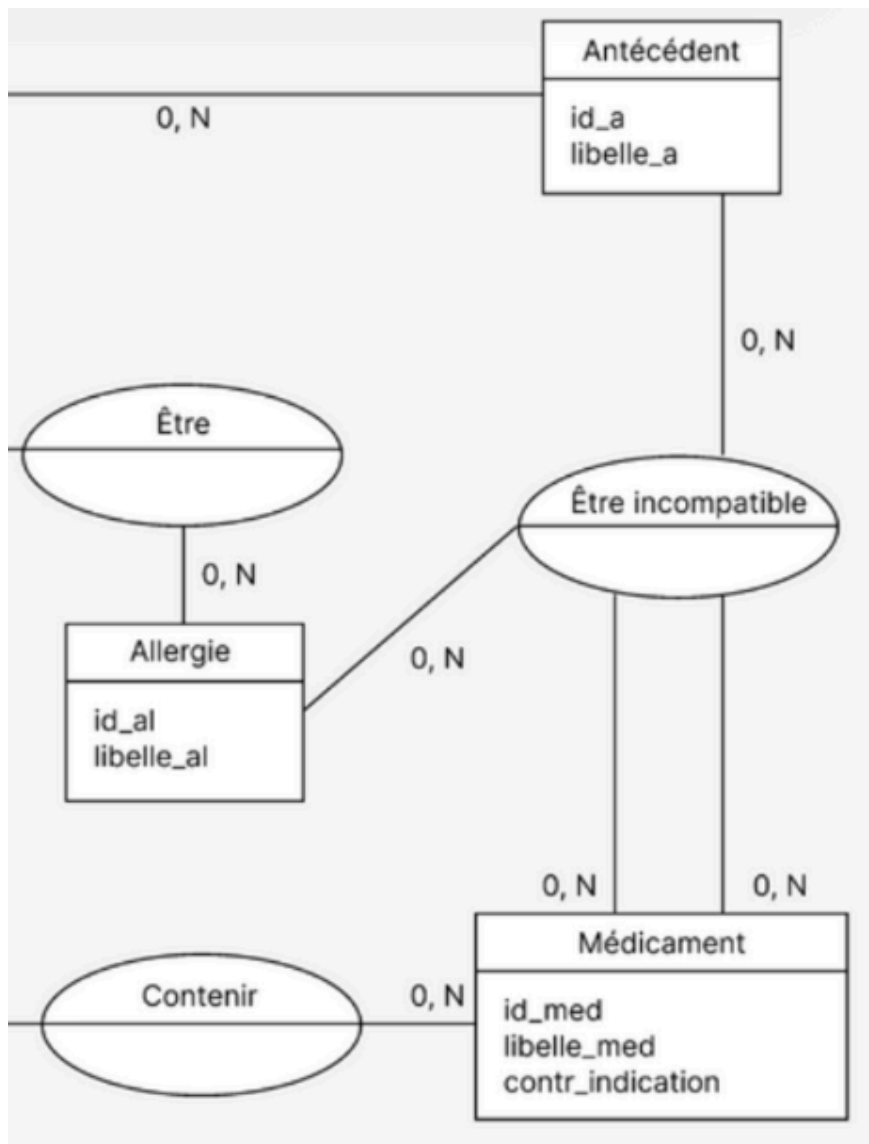 Antécédent
0, N
id_a
libelle_a
0, N
Être
Être incompatible
0, N
Allergie
0, N
id_al
libelle_al
0, N
0, N
Médicament
Contenir
0, N
id_med
libelle_med
contr_indication